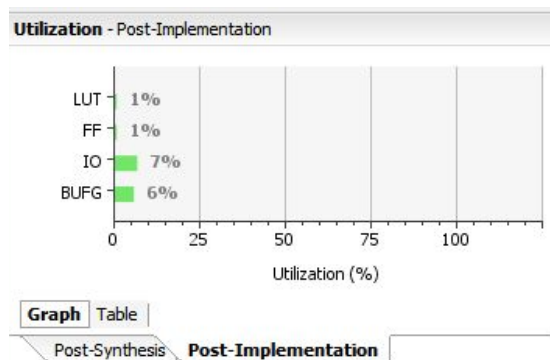 Utilization - Post-Implementation
LUT 1%
FF 1%
IO 7%
BUFG 6%
0 25 50 75 100
Utilization (%)
Graph Table
Post-Synthesis Post-Implementation